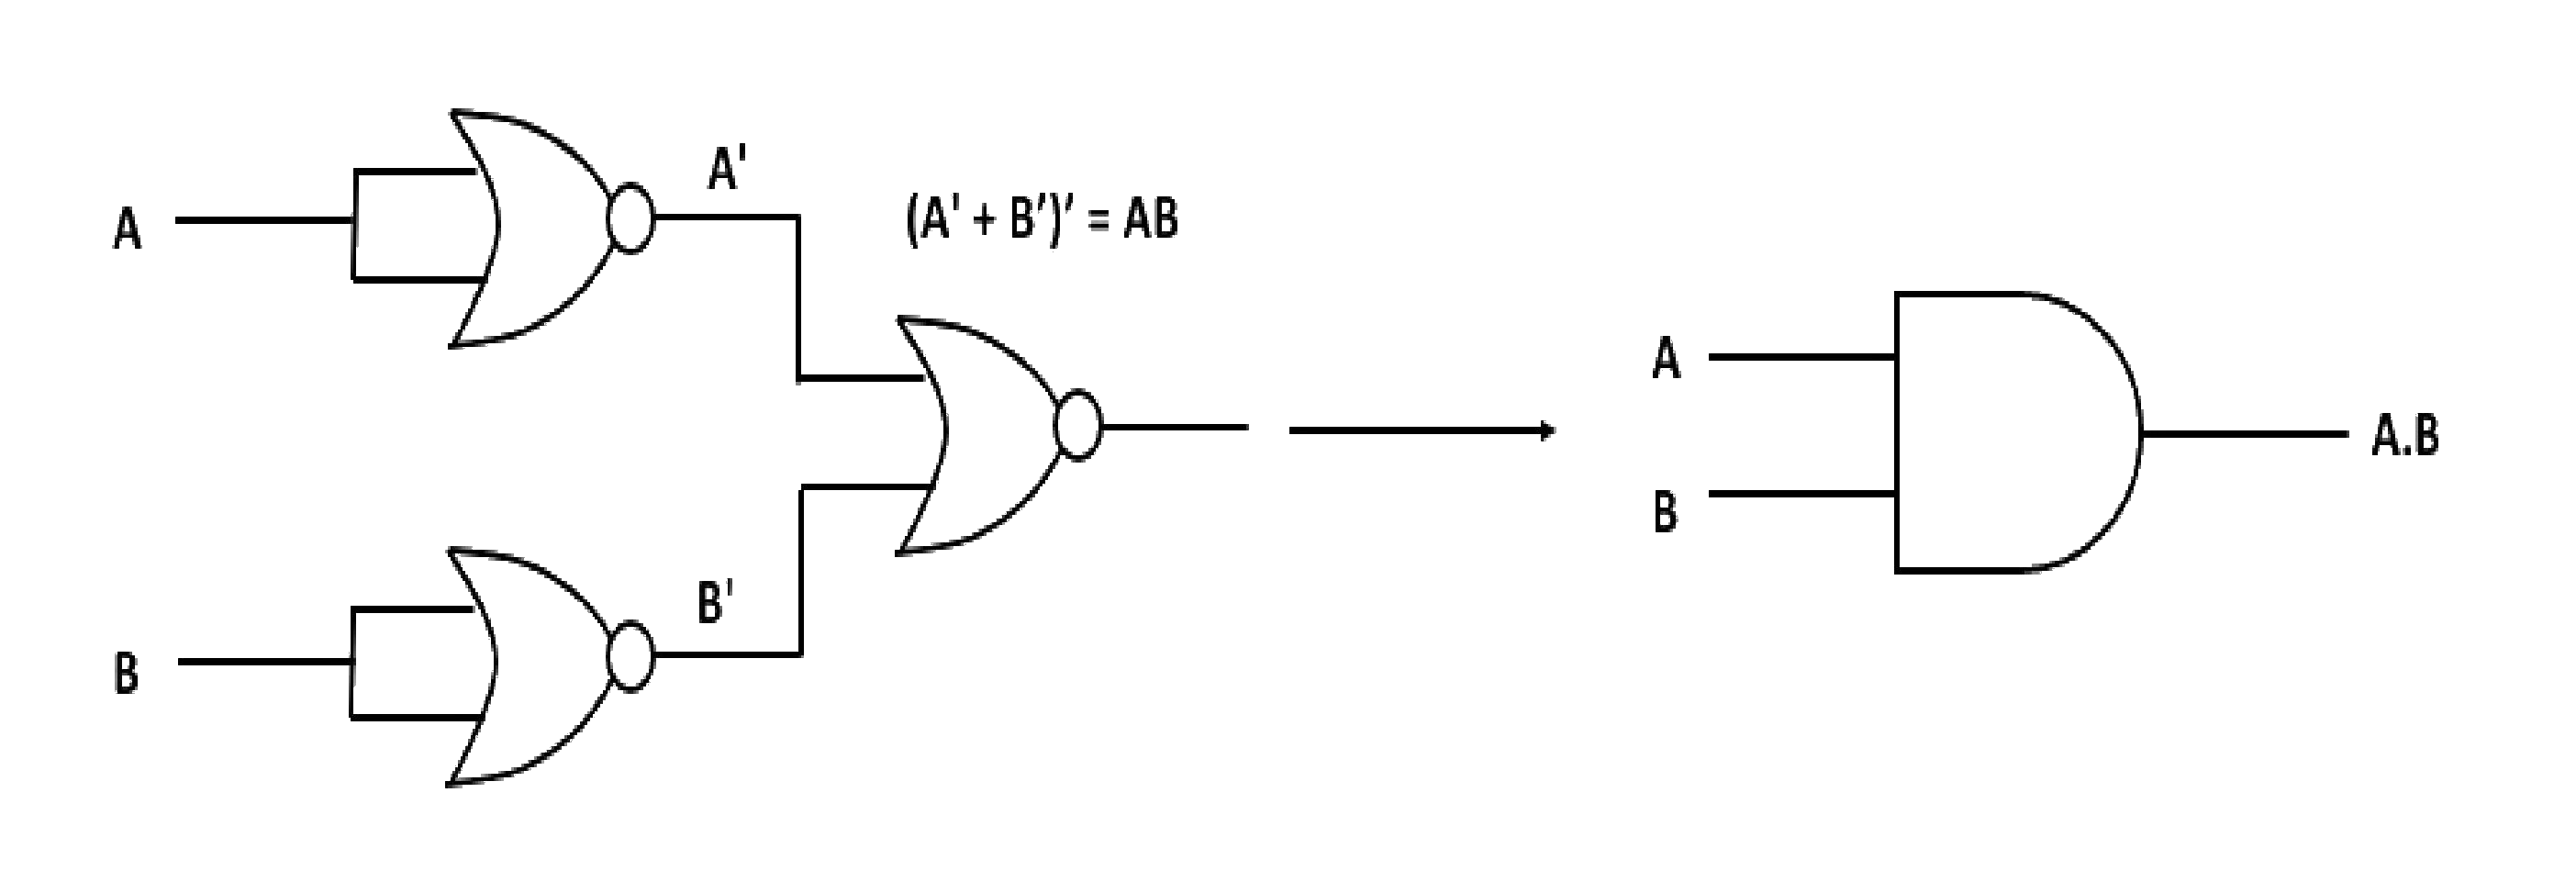 A
A'
(A' + B′)′ = AB
B
B'
A
B
A.B